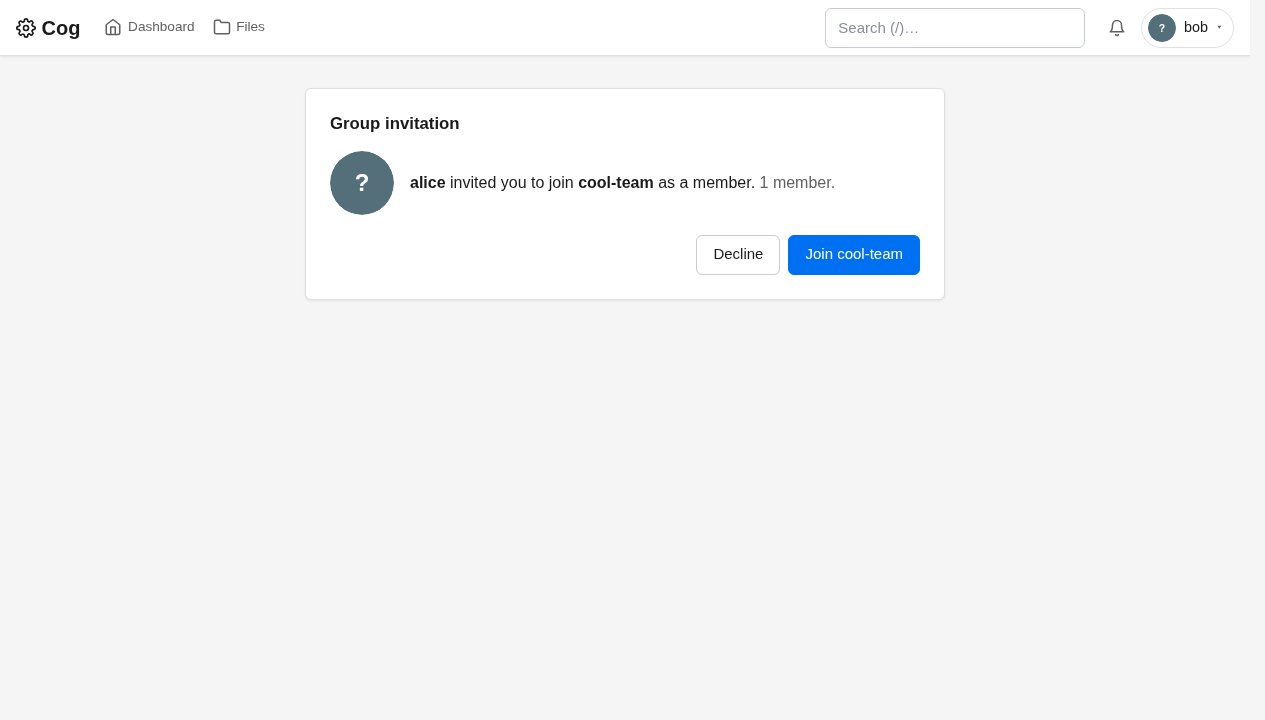 Cog Dashboard Files Search (/)… ? bob
Group invitation
? alice invited you to join cool-team as a member. 1 member.
Decline Join cool-team